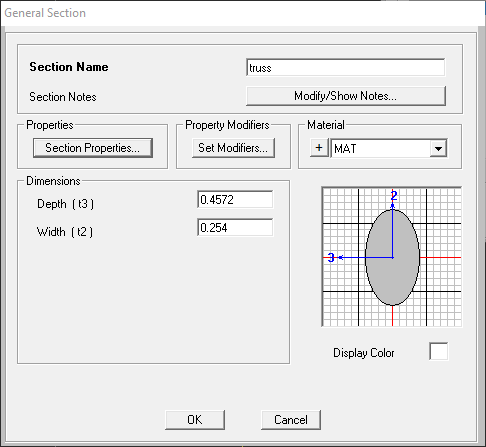 General Section
Section Name truss
Section Notes Modify/Show Notes...
Properties Property Modifiers Material
Section Properties... Set Modifiers... + MAT
Dimensions
Depth ( t3 ) 0.4572
Width ( t2 ) 0.254
2
3
Display Color
OK Cancel